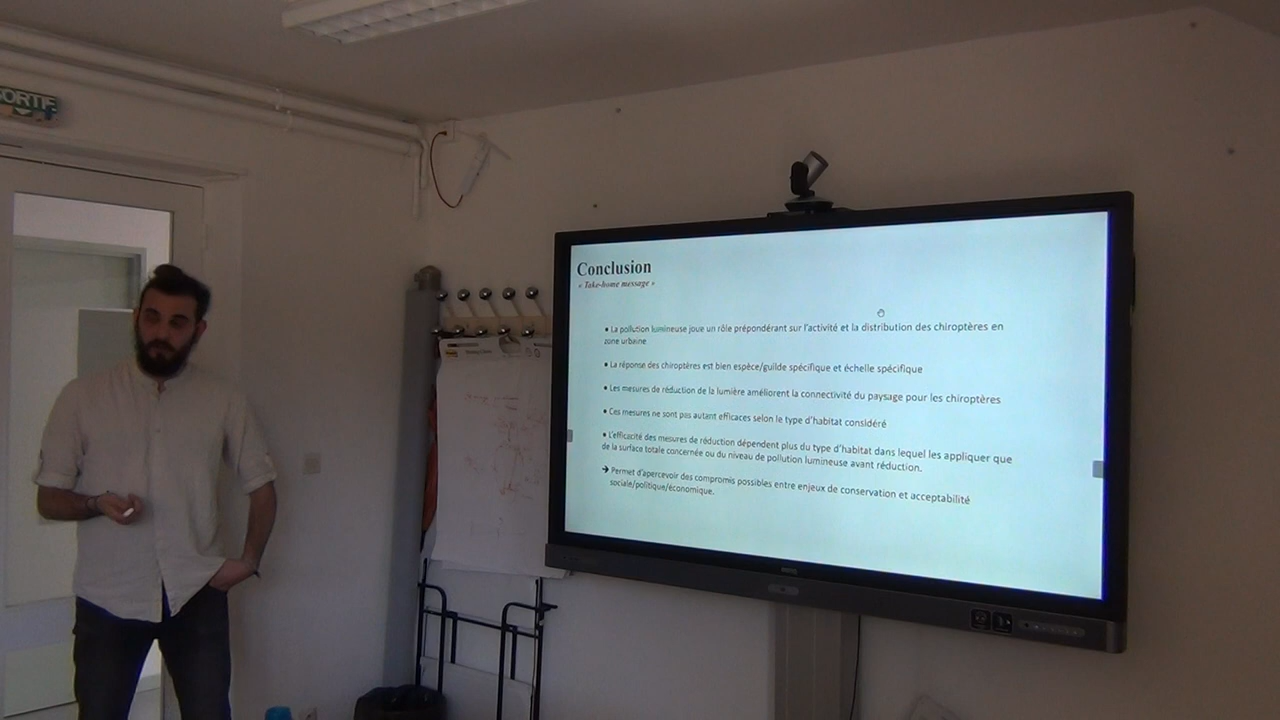 SORTIE
Conclusion
« Take-home message »
• La pollution lumineuse joue un rôle prépondérant sur l'activité et la distribution des chiroptères en
zone urbaine
• La réponse des chiroptères est bien espèce/guilde spécifique et échelle spécifique
• Les mesures de réduction de la lumière améliorent la connectivité du paysage pour les chiroptères
• Ces mesures ne sont pas autant efficaces selon le type d'habitat considéré
• L'efficacité des mesures de réduction dépendent plus du type d'habitat dans lequel les appliquer que
de la surface totale concernée ou du niveau de pollution lumineuse avant réduction.
➔ Permet d'apercevoir des compromis possibles entre enjeux de conservation et acceptabilité
sociale/politique/économique.